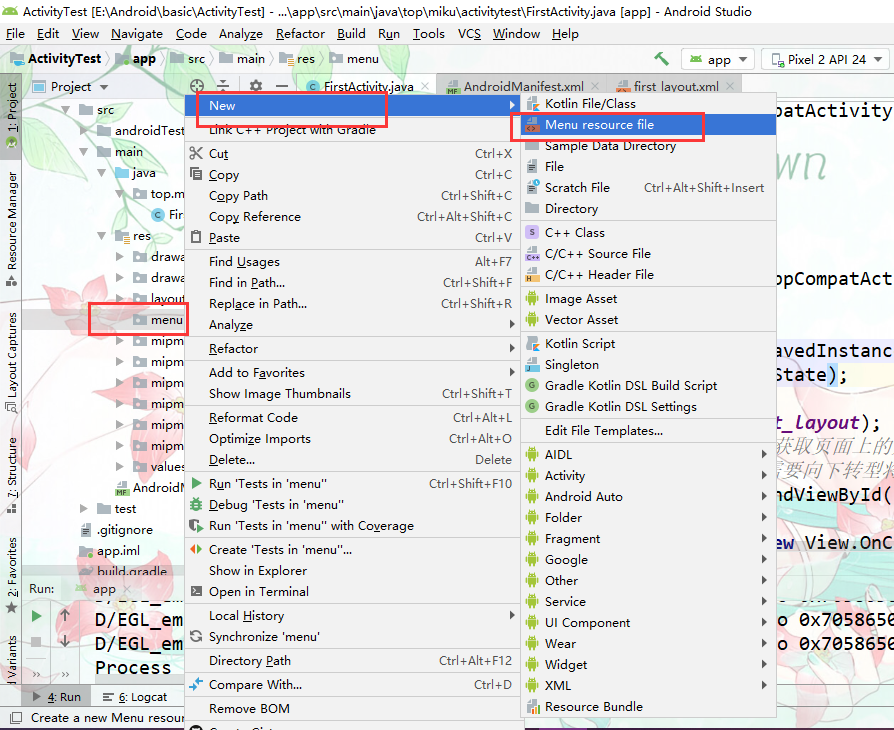 ActivityTest [E:\Android\basic\ActivityTest] - ...\app\src\main\java\top\miku\activitytest\FirstActivity.java [app] - Android Studio
File Edit View Navigate Code Analyze Refactor Build Run Tools VCS Window Help
ActivityTest app src main res menu app Pixel 2 API 24
Project FirstActivity.java AndroidManifest.xml first_layout.xml
1: Project
Resource Manager
Layout Captures
Z: Structure
2: Favorites
d Variants
src
androidTest
main
java
top.m
Fir
res
drawa
drawa
layout
menu
mipm
mipm
mipm
mipm
mipm
mipm
values
AndroidM
test
.gitignore
app.iml
build.gradle
New
Link C++ Project with Gradle
Cut Ctrl+X
Copy Ctrl+C
Copy Path Ctrl+Shift+C
Copy Reference Ctrl+Alt+Shift+C
Paste Ctrl+V
Find Usages Alt+F7
Find in Path... Ctrl+Shift+F
Replace in Path... Ctrl+Shift+R
Analyze
Refactor
Add to Favorites
Show Image Thumbnails Ctrl+Shift+T
Reformat Code Ctrl+Alt+L
Optimize Imports Ctrl+Alt+O
Delete... Delete
Run 'Tests in 'menu'' Ctrl+Shift+F10
Debug 'Tests in 'menu''
Run 'Tests in 'menu'' with Coverage
Create 'Tests in 'menu''...
Show in Explorer
Open in Terminal
Local History
Synchronize 'menu'
Directory Path Ctrl+Alt+F12
Compare With... Ctrl+D
Remove BOM
Kotlin File/Class
Menu resource file
Sample Data Directory
File
Scratch File Ctrl+Alt+Shift+Insert
Directory
C++ Class
C/C++ Source File
C/C++ Header File
Image Asset
Vector Asset
Kotlin Script
Singleton
Gradle Kotlin DSL Build Script
Gradle Kotlin DSL Settings
Edit File Templates...
AIDL
Activity
Android Auto
Folder
Fragment
Google
Other
Service
UI Component
Wear
Widget
XML
Resource Bundle
patActivity
wn
ppCompatAct
avedInstanc
State);
t_layout);
获取页面上的
需要向下转型
ndViewById(
ew View.OnC
Run: app
D/EGL_em
D/EGL_em o 0x7058650
D/EGL_em o 0x7058650
Process
4: Run 6: Logcat
Create a new Menu resour